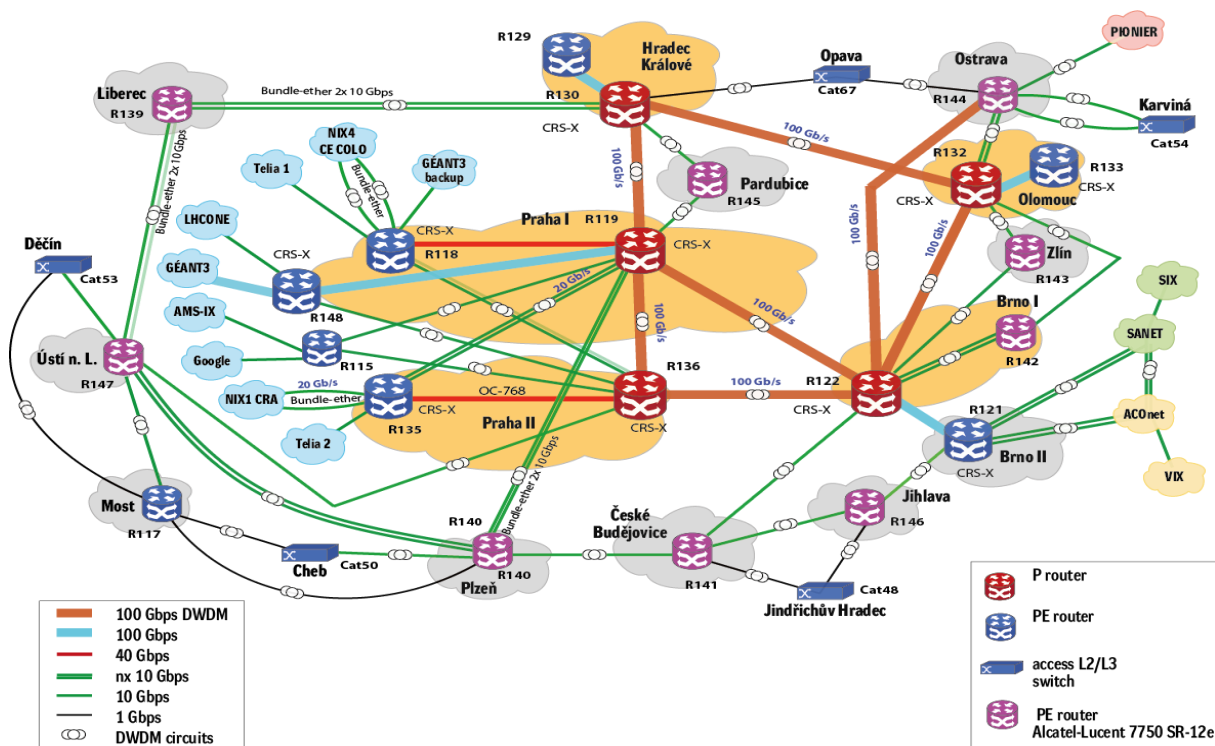 R129
Hradec
Králové
R130
CRS-X
Opava
Cat67
Ostrava
R144
PIONIER
Karviná
Cat54
Liberec
R139
Bundle-ether 2x 10 Gbps
Bundle-ether 2x 10 Gbps
NIX4
CE COLO
Bundle-ether
Telia 1
GÉANT3
backup
100Gb/s
100 Gb/s
R132
CRS-X
R133
CRS-X
Olomouc
Pardubice
R145
LHCONE
CRS-X
CRS-X
R118
Praha I
R119
CRS-X
100 Gb/s
100 Gb/s
Zlín
R143
Děčín
Cat53
GÉANT3
R148
20 Gb/s
100 Gb/s
100 Gb/s
SIX
Brno I
R142
SANET
AMS-IX
Google
R115
Ústí n. L.
R147
R136
CRS-X
100 Gb/s
R122
CRS-X
20 Gb/s
Bundle-ether
NIX1 CRA
OC-768
CRS-X
R135
Praha II
Telia 2
R121
CRS-X
Brno II
ACOnet
VIX
Bundle-ether 2x 10 Gbps
Most
R117
R140
R140
Plzeň
Cheb
Cat50
České
Budějovice
R141
Jihlava
R146
Cat48
Jindřichův Hradec
100 Gbps DWDM
100 Gbps
40 Gbps
nx 10 Gbps
10 Gbps
1 Gbps
DWDM circuits
P router
PE router
access L2/L3
switch
PE router
Alcatel-Lucent 7750 SR-12e